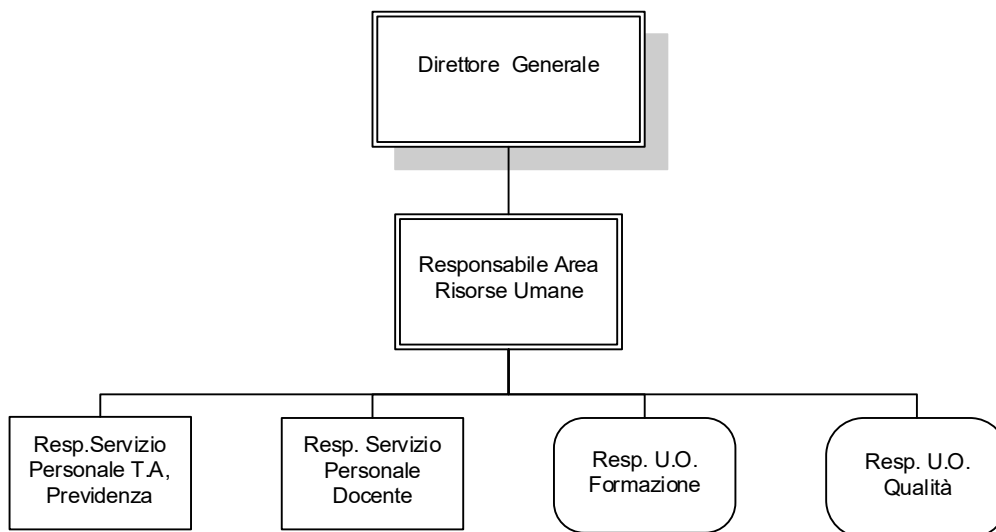 Direttore Generale
Responsabile Area
Risorse Umane
Resp.Servizio
Personale T.A,
Previdenza
Resp. Servizio
Personale
Docente
Resp. U.O.
Formazione
Resp. U.O.
Qualità